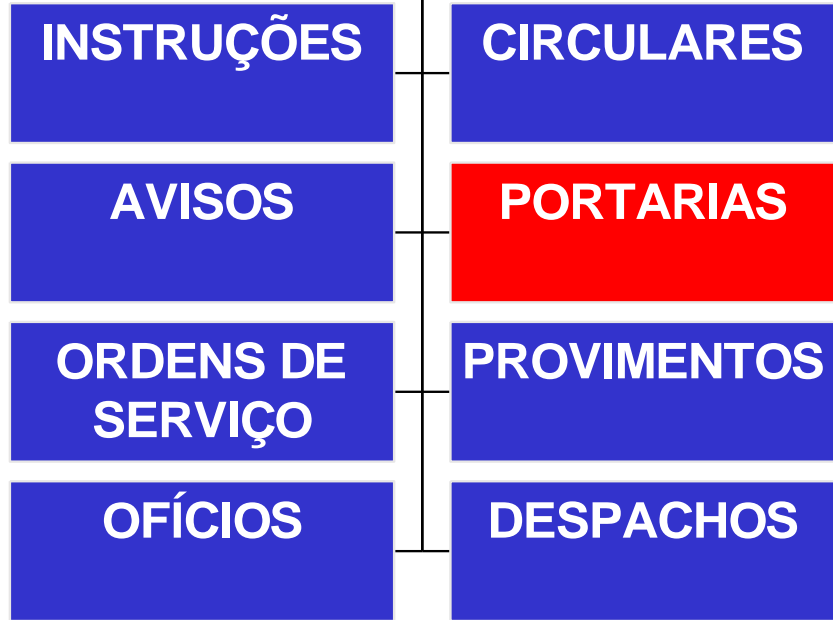 INSTRUÇÕES
CIRCULARES
AVISOS
PORTARIAS
ORDENS DE
SERVIÇO
PROVIMENTOS
OFÍCIOS
DESPACHOS